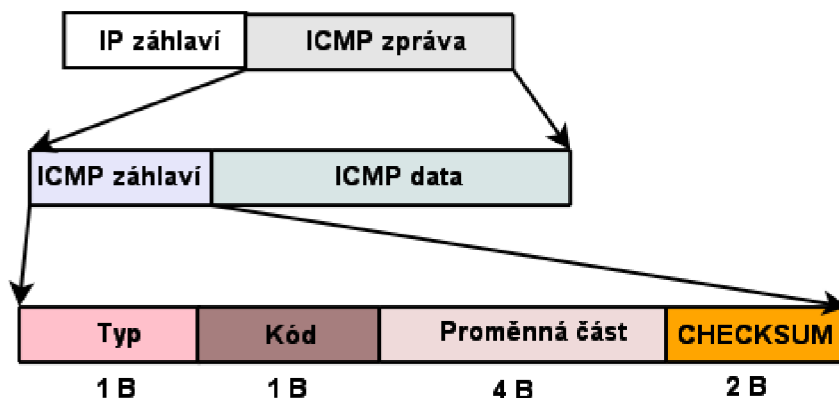 IP záhlaví ICMP zpráva
ICMP záhlaví ICMP data
Typ Kód Proměnná část CHECKSUM
1 B 1 B 4 B 2 B